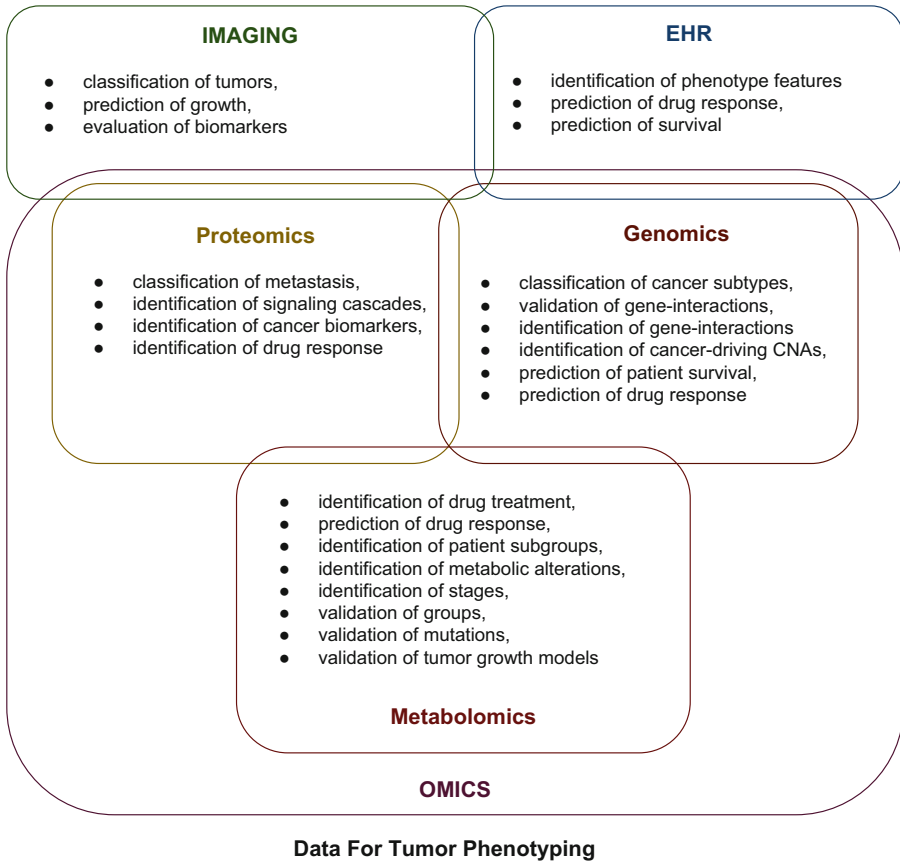 IMAGING
● classification of tumors,
● prediction of growth,
● evaluation of biomarkers
EHR
● identification of phenotype features
● prediction of drug response,
● prediction of survival
Proteomics
● classification of metastasis,
● identification of signaling cascades,
● identification of cancer biomarkers,
● identification of drug response
Genomics
● classification of cancer subtypes,
● validation of gene-interactions,
● identification of gene-interactions
● identification of cancer-driving CNAs,
● prediction of patient survival,
● prediction of drug response
● identification of drug treatment,
● prediction of drug response,
● identification of patient subgroups,
● identification of metabolic alterations,
● identification of stages,
● validation of groups,
● validation of mutations,
● validation of tumor growth models
Metabolomics
OMICS
Data For Tumor Phenotyping